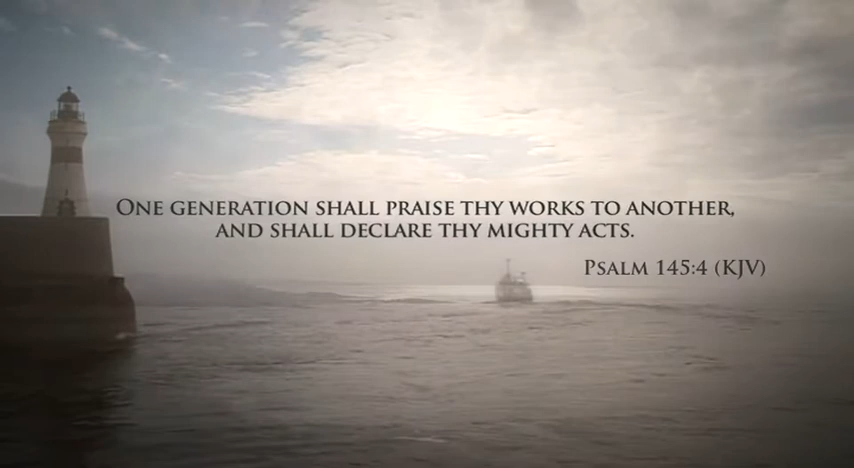 One generation shall praise thy works to another,
and shall declare thy mighty acts.
Psalm 145:4 (KJV)